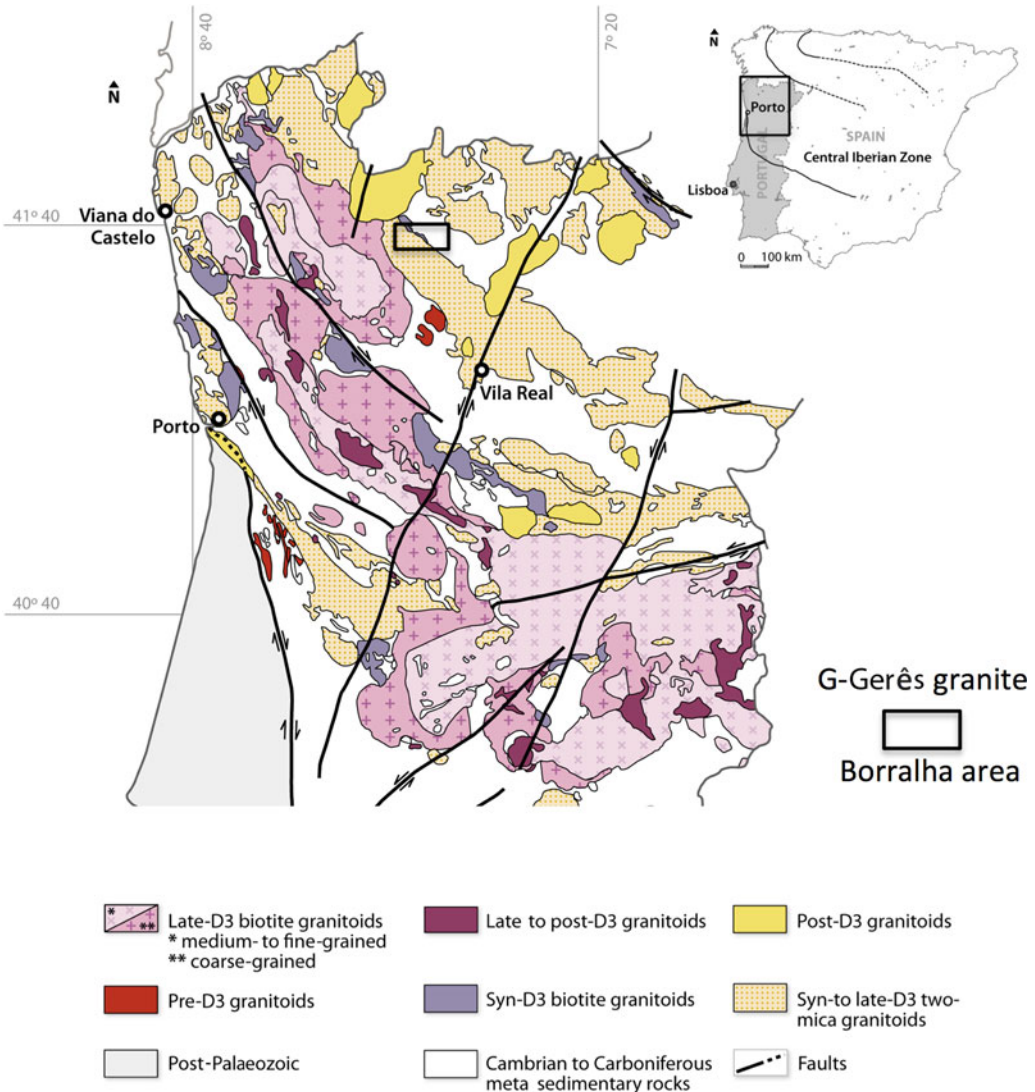 8° 40
7° 20
N
N
Porto
SPAIN
PORTUGAL
Central Iberian Zone
Lisboa
0 100 km
41° 40
Viana do
Castelo
Vila Real
Porto
40° 40
G-Gerês granite
Borralha area
Late-D3 biotite granitoids
* medium- to fine-grained
** coarse-grained
Late to post-D3 granitoids
Post-D3 granitoids
Pre-D3 granitoids
Syn-D3 biotite granitoids
Syn-to late-D3 two-
mica granitoids
Post-Palaeozoic
Cambrian to Carboniferous
meta sedimentary rocks
Faults